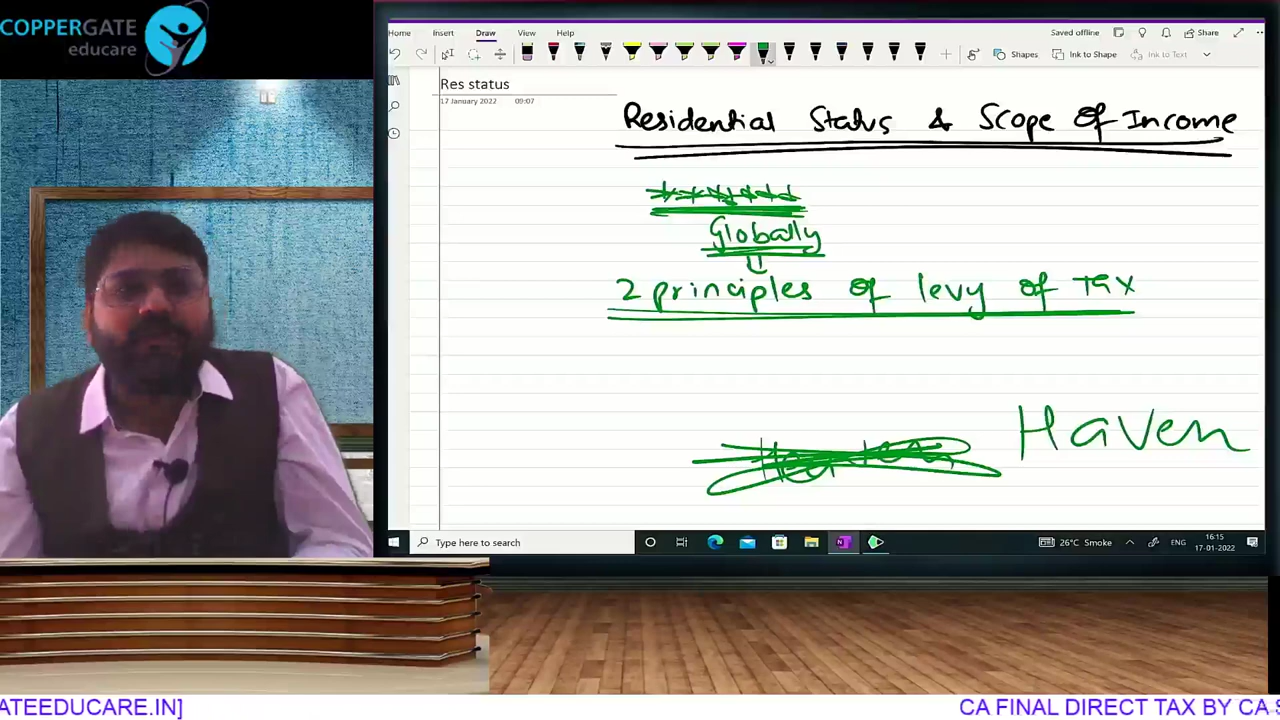 COPPERGATE
educare
Home Insert Draw View Help
Saved offline
Share
Shapes
Ink to Shape
Ink to Text
Res status
17 January 2022 09:07
Residential Status & Scope Of Income
Globally
2 principles of levy of Tax
Haven
Type here to search
26°C Smoke
ENG
16:15
17-01-2022
ATEEDUCARE.IN]
CA FINAL DIRECT TAX BY CA S